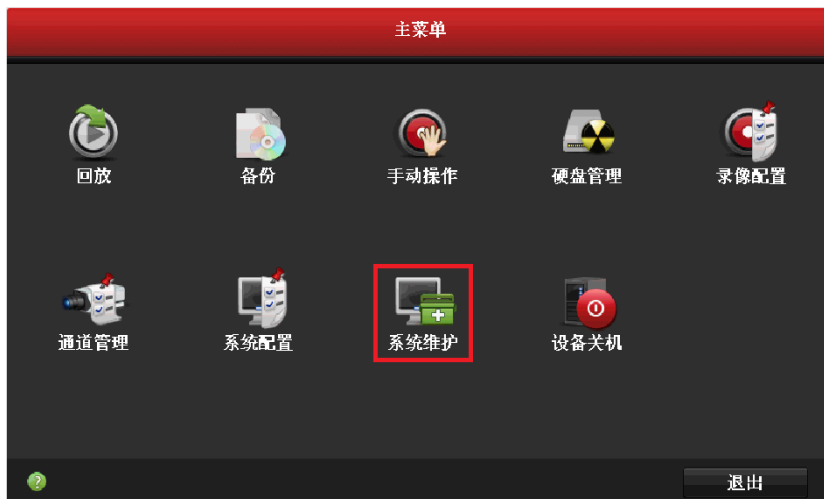 主菜单
回放
备份
手动操作
硬盘管理
录像配置
通道管理
系统配置
系统维护
设备关机
?
退出